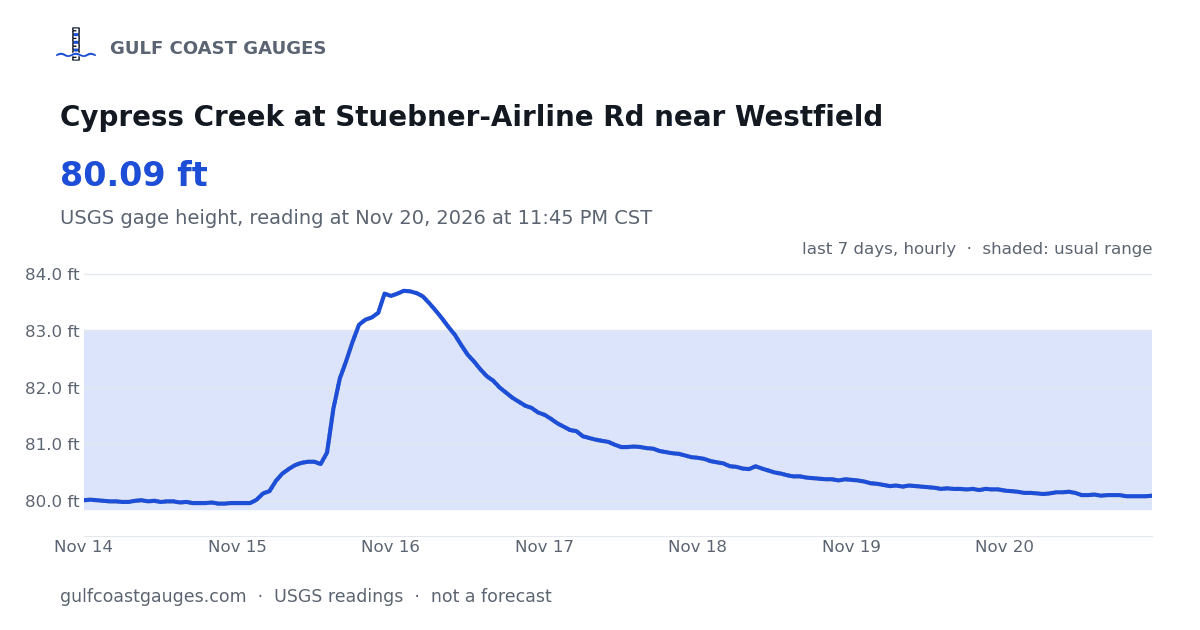 GULF COAST GAUGES
Cypress Creek at Stuebner-Airline Rd near Westfield
80.09 ft
USGS gage height, reading at Nov 20, 2026 at 11:45 PM CST
last 7 days, hourly · shaded: usual range
84.0 ft
83.0 ft
82.0 ft
81.0 ft
80.0 ft
Nov 14 Nov 15 Nov 16 Nov 17 Nov 18 Nov 19 Nov 20
gulfcoastgauges.com · USGS readings · not a forecast